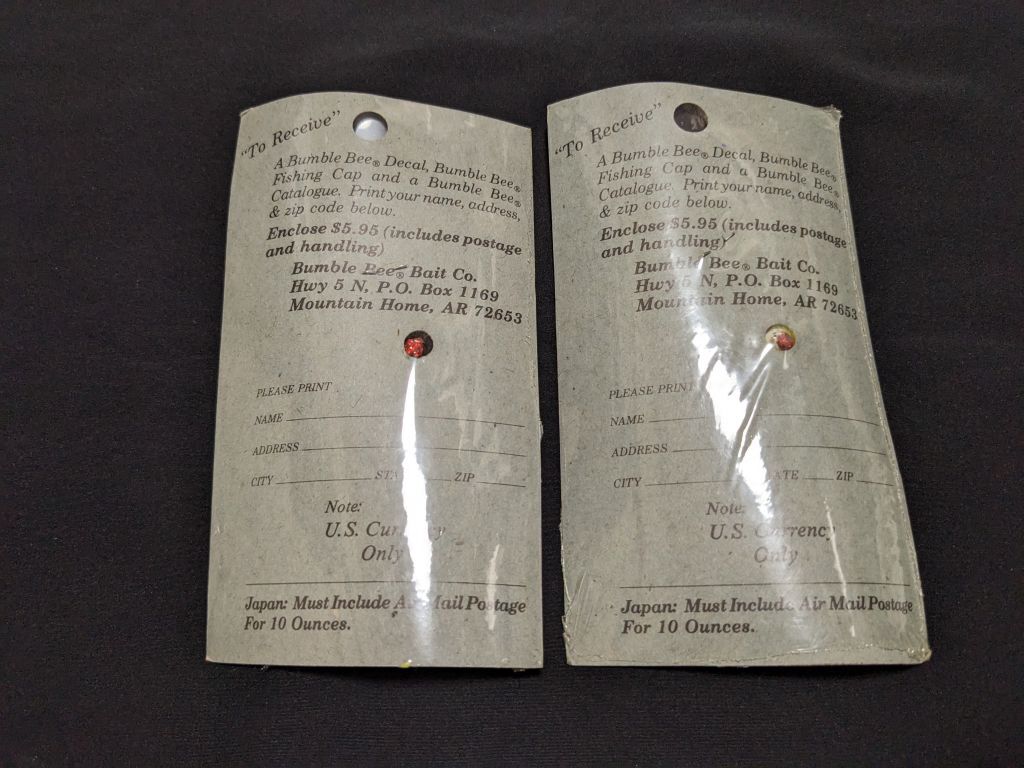 "To Receive"
A Bumble Bee® Decal, Bumble Bee®
Fishing Cap and a Bumble Bee®
Catalogue. Print your name, address,
& zip code below.
Enclose $5.95 (includes postage
and handling)
Bumble Bee® Bait Co.
Hwy 5 N, P.O. Box 1169
Mountain Home, AR 72653
PLEASE PRINT
NAME
ADDRESS
CITY ZIP
Note:
U.S. Currency
Only
Japan: Must Include Air Mail Postage
For 10 Ounces.
"To Receive"
A Bumble Bee® Decal, Bumble Bee®
Fishing Cap and a Bumble Bee®
Catalogue. Print your name, address,
& zip code below.
Enclose $5.95 (includes postage
and handling)
Bumble Bee® Bait Co.
Hwy 5 N, P.O. Box 1169
Mountain Home, AR 72653
PLEASE PRINT
NAME
ADDRESS
CITY ZIP
Note:
U.S. Currency
Only
Japan: Must Include Air Mail Postage
For 10 Ounces.